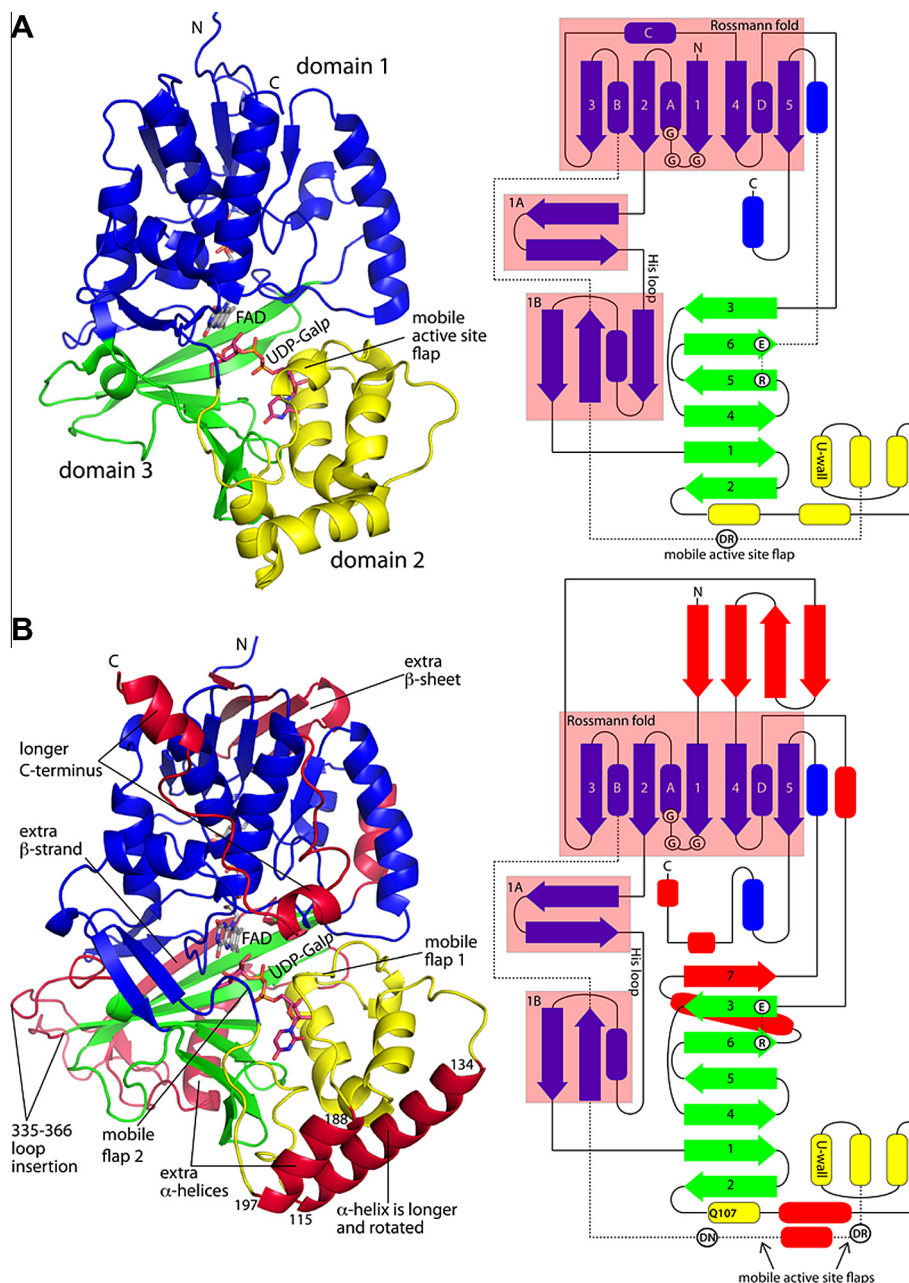 A
N
C
domain 1
FAD
UDP-Galp
mobile
active site
flap
domain 3
domain 2
Rossmann fold
C
N
3
B
2
A
1
4
D
5
G
G
G
1A
C
His loop
1B
3
6
E
5
R
4
1
2
U-wall
DR
mobile active site flap
B
N
C
extra
β-sheet
longer
C-terminus
extra
β-strand
FAD
UDP-Galp
mobile
flap 1
134
188
335-366
loop
insertion
mobile
flap 2
extra
α-helices
197
115
α-helix is longer
and rotated
N
Rossmann fold
3
B
2
A
1
4
D
5
G
G
G
1A
C
His loop
1B
7
3
E
6
R
5
4
1
2
U-wall
Q107
DN
DR
mobile active site flaps